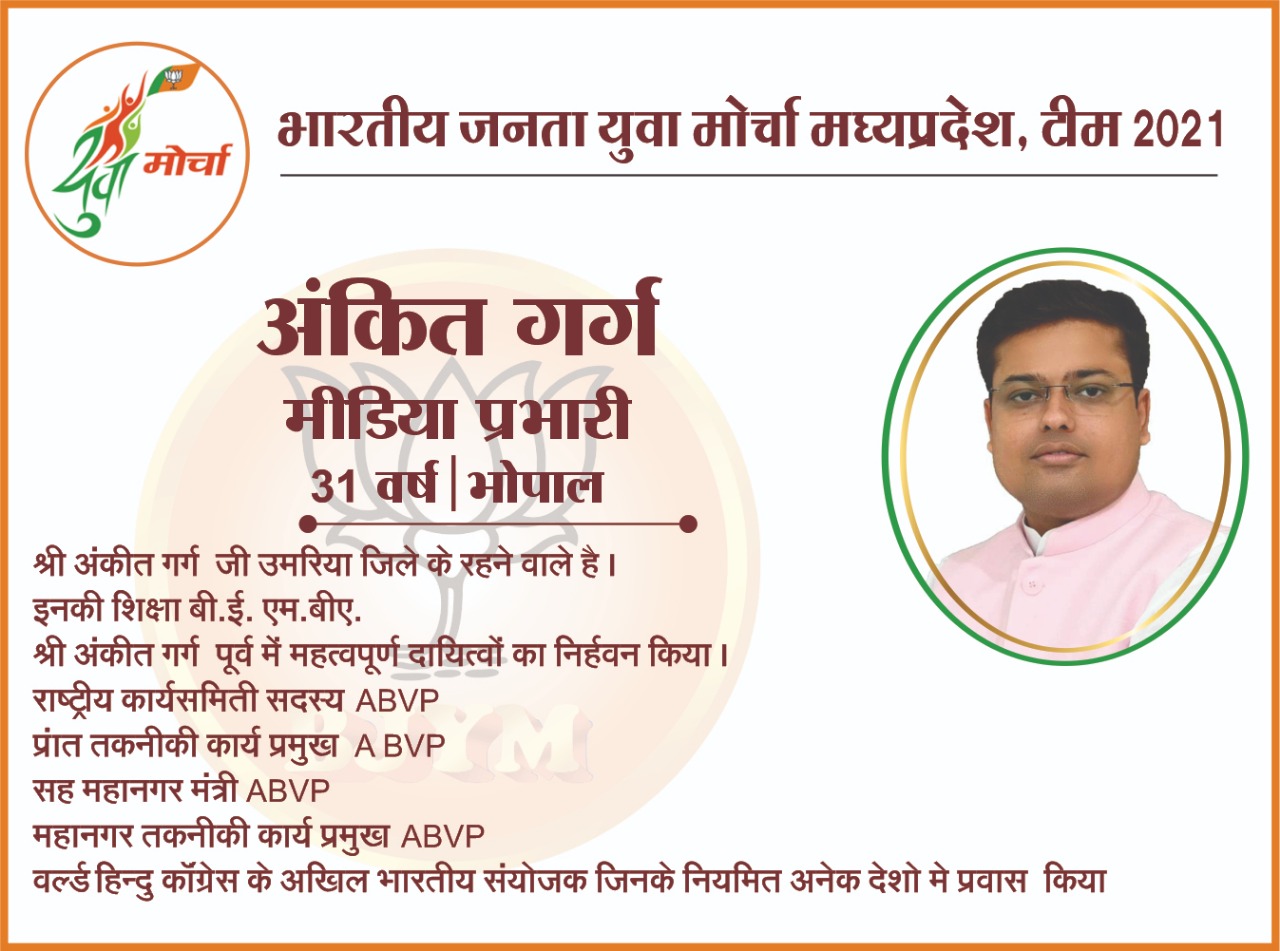 युवा मोर्चा
भारतीय जनता युवा मोर्चा मध्यप्रदेश, टीम 2021
अंकित गर्ग
मीडिया प्रभारी
31 वर्ष | भोपाल
श्री अंकीत गर्ग जी उमरिया जिले के रहने वाले है ।
इनकी शिक्षा बी.ई. एम.बीए.
श्री अंकीत गर्ग पूर्व में महत्वपूर्ण दायित्वों का निर्हवन किया ।
राष्ट्रीय कार्यसमिती सदस्य ABVP
प्रांत तकनीकी कार्य प्रमुख A BVP
सह महानगर मंत्री ABVP
महानगर तकनीकी कार्य प्रमुख ABVP
वर्ल्ड हिन्दु कॉंग्रेस के अखिल भारतीय संयोजक जिनके नियमित अनेक देशो मे प्रवास किया
BJYM